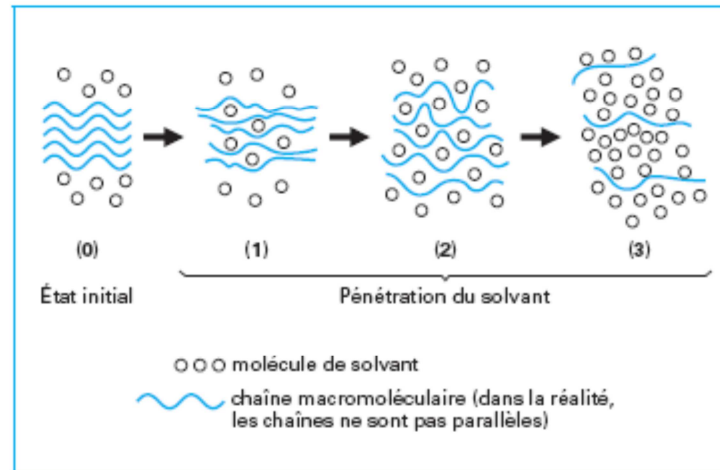 (0)
(1)
(2)
(3)
État initial
Pénétration du solvant
molécule de solvant
chaîne macromoléculaire (dans la réalité,
les chaînes ne sont pas parallèles)